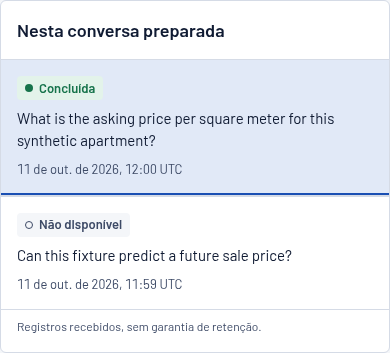 Nesta conversa preparada
Concluída
What is the asking price per square meter for this
synthetic apartment?
11 de out. de 2026, 12:00 UTC
Não disponível
Can this fixture predict a future sale price?
11 de out. de 2026, 11:59 UTC
Registros recebidos, sem garantia de retenção.